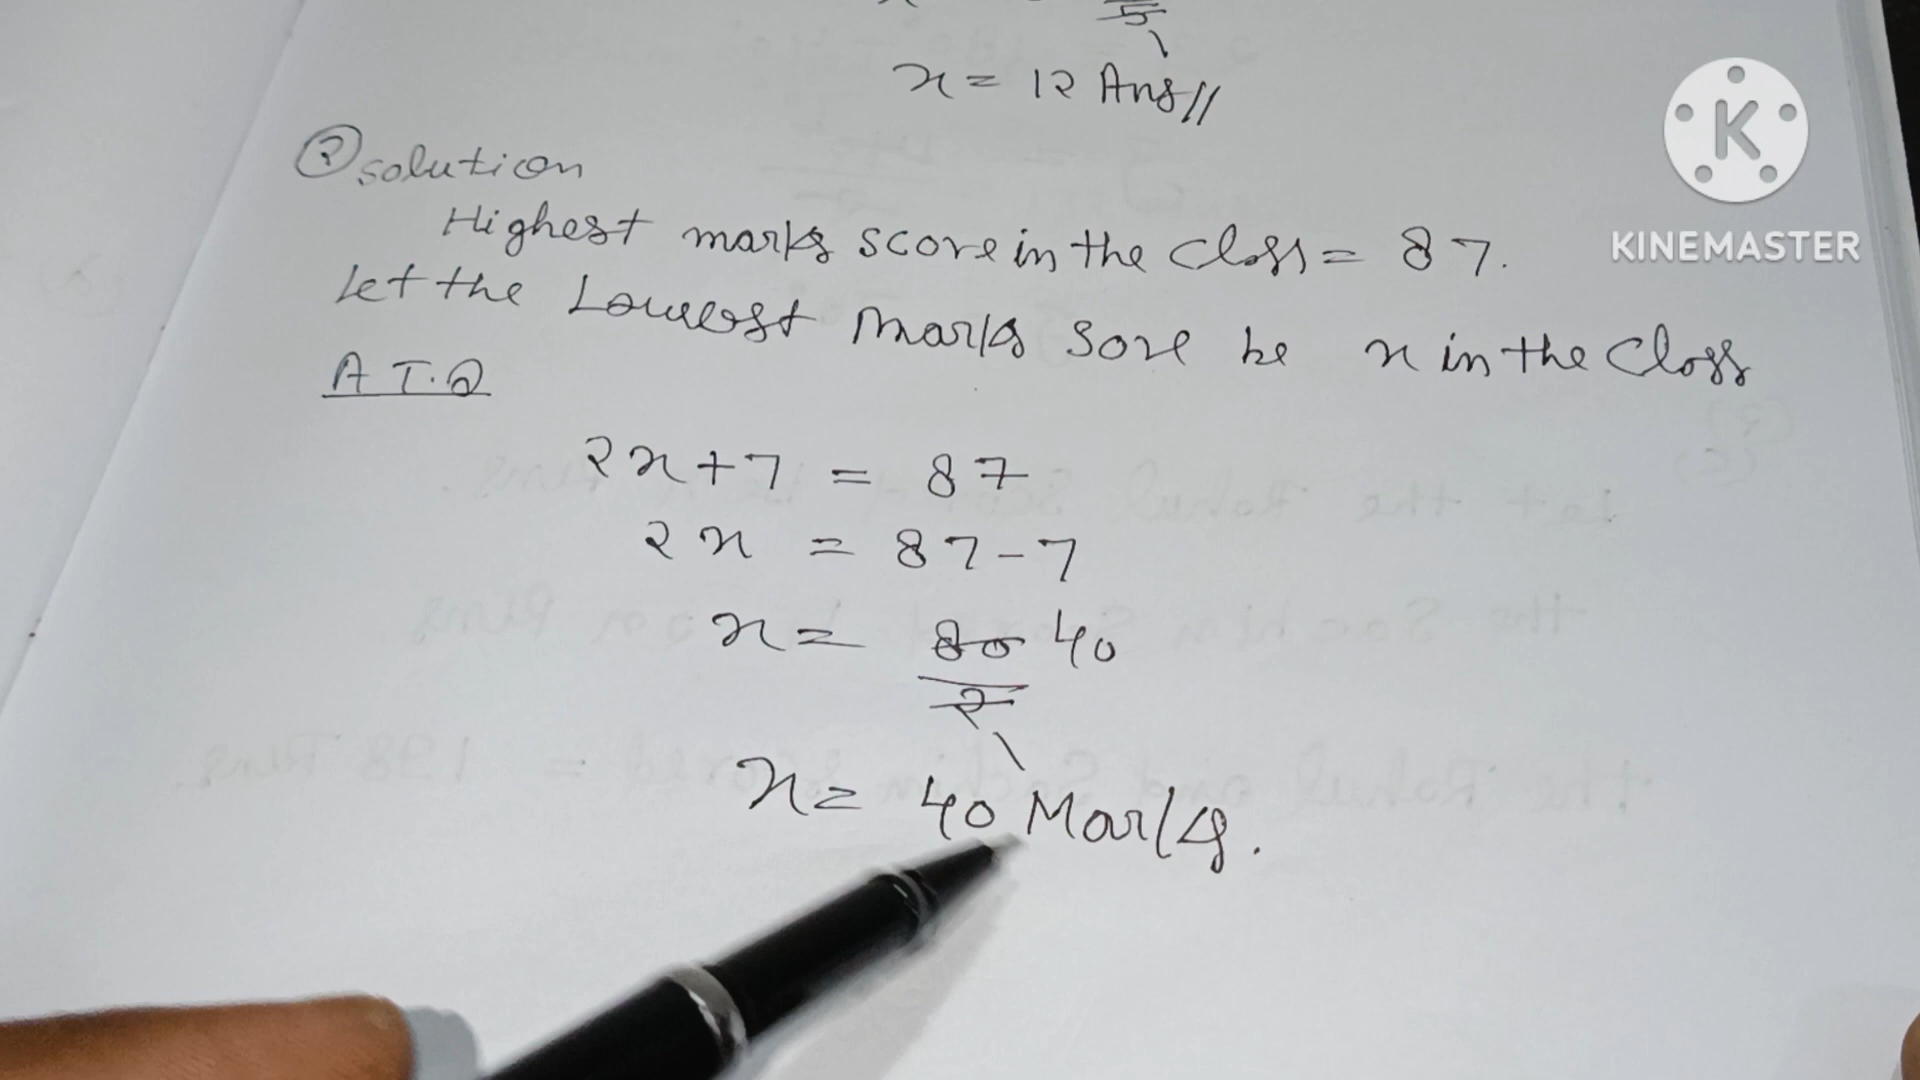 x = 12 Ans//
② solution
Highest marks score in the Class = 87.
Let the Lowest marks sore be x in the Class
A T.Q
2x+7 = 87
2x = 87-7
x = 80/2 40
x = 40 Marks.
K
KINEMASTER